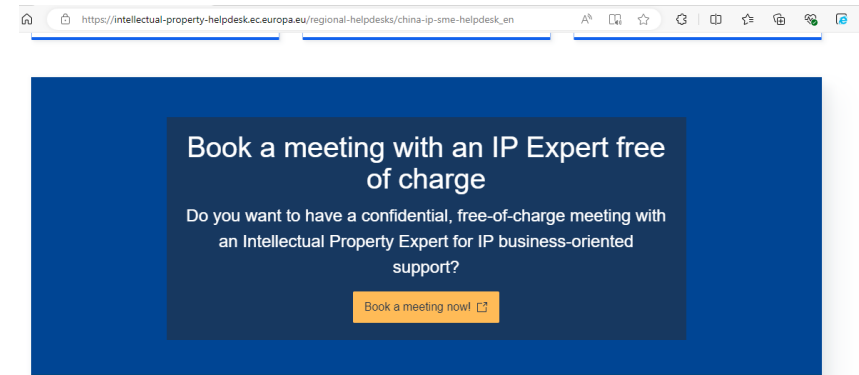 https://intellectual-property-helpdesk.ec.europa.eu/regional-helpdesks/china-ip-sme-helpdesk_en
Book a meeting with an IP Expert free
of charge
Do you want to have a confidential, free-of-charge meeting with
an Intellectual Property Expert for IP business-oriented
support?
Book a meeting now!